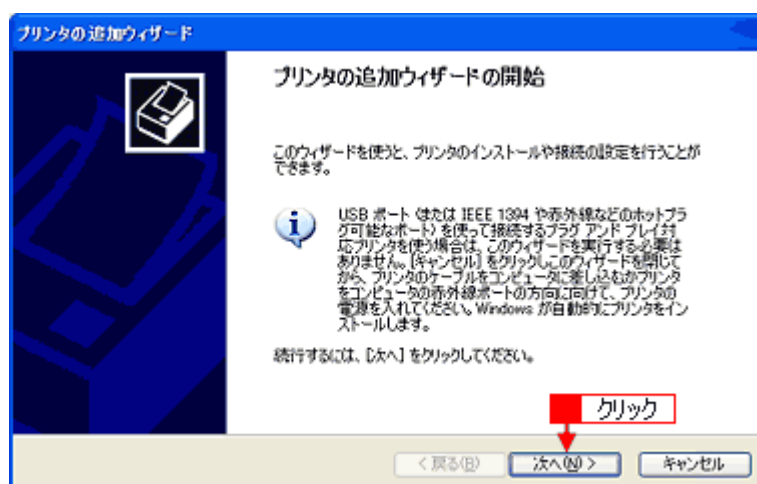 プリンタの追加ウィザード
プリンタの追加ウィザードの開始
このウィザードを使うと、プリンタのインストールや接続の設定を行うことが
できます。
USB ポート (または IEEE 1394 や赤外線などのホットプラ
グ可能なポート) を使って接続するプラグ アンド プレイ対
応プリンタを使う場合は、このウィザードを実行する必要は
ありません。[キャンセル] をクリックしこのウィザードを閉じて
から、プリンタのケーブルをコンピュータに差し込むかプリンタ
をコンピュータの赤外線ポートの方向に向けて、プリンタの
電源を入れてください。Windows が自動的にプリンタをイン
ストールします。
続行するには、[次へ] をクリックしてください。
クリック
< 戻る(B)
次へ(N) >
キャンセル